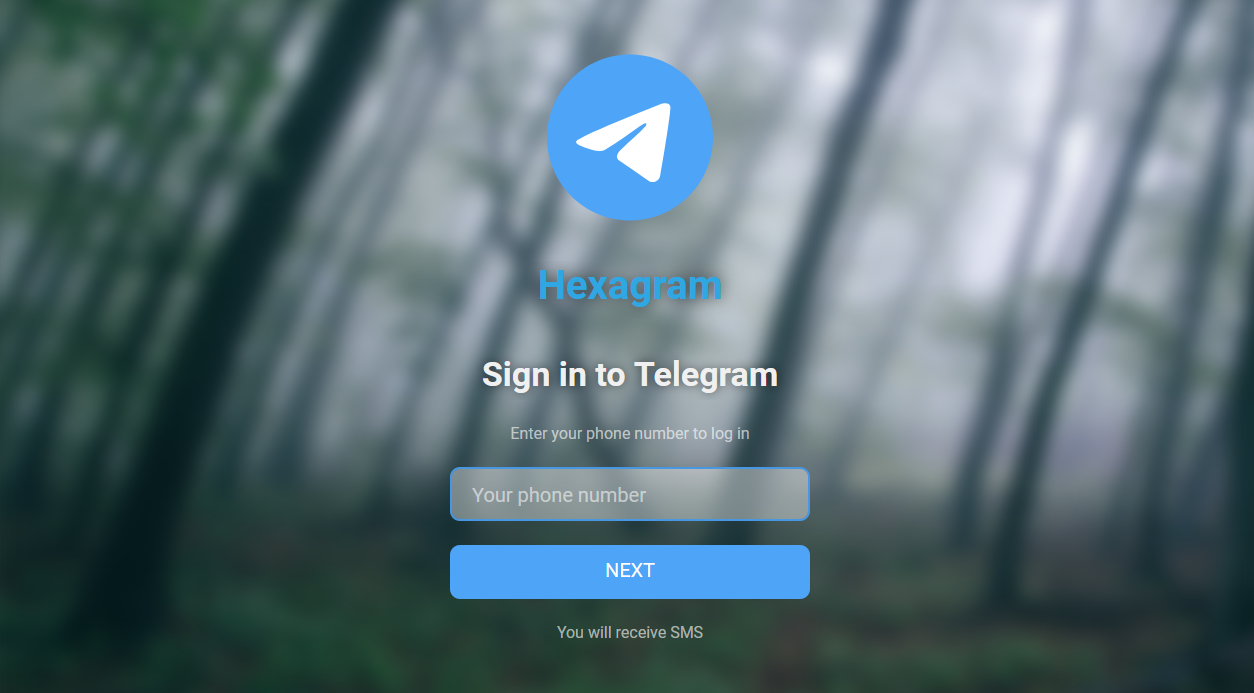 Hexagram
Sign in to Telegram
Enter your phone number to log in
Your phone number
NEXT
You will receive SMS